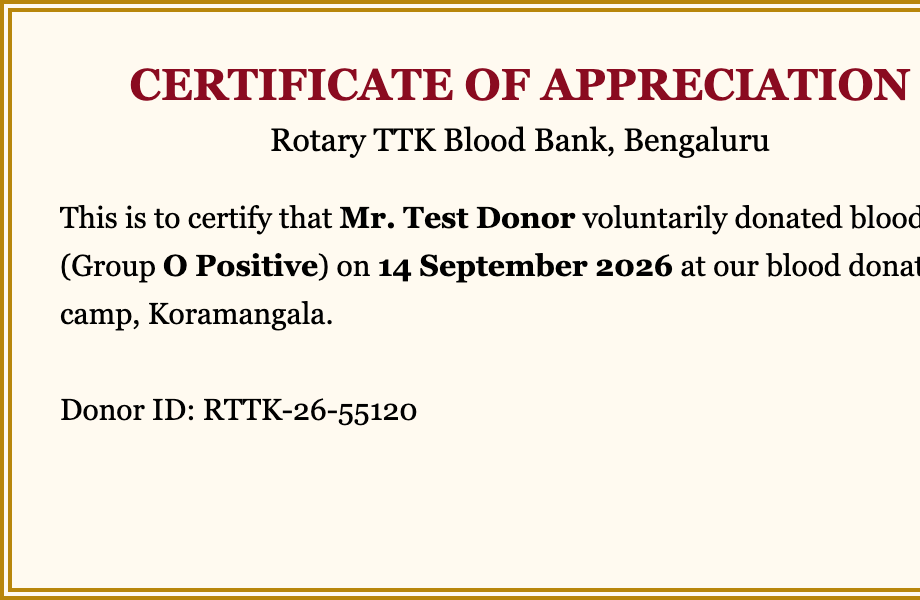 CERTIFICATE OF APPRECIATION
Rotary TTK Blood Bank, Bengaluru
This is to certify that Mr. Test Donor voluntarily donated blood
(Group O Positive) on 14 September 2026 at our blood
camp, Koramangala.
Donor ID: RTTK-26-55120